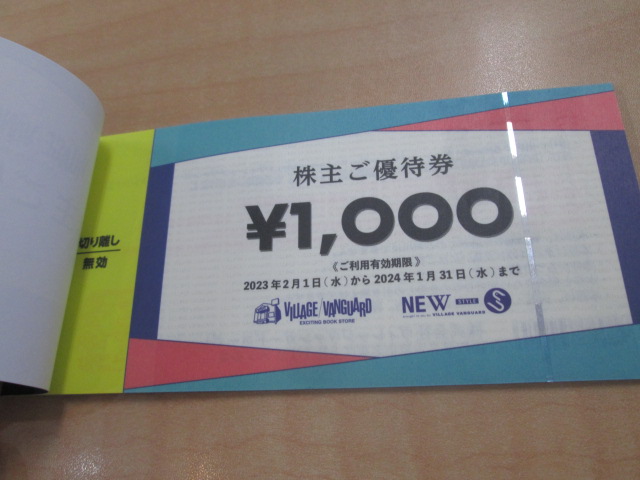 株主ご優待券
¥1,000
《ご利用有効期限》
2023年2月1日(水)から2024年1月31日(水)まで
VILLAGE/VANGUARD
EXCITING BOOK STORE
NEW STYLE
VILLAGE VANGUARD
切り離し
無効